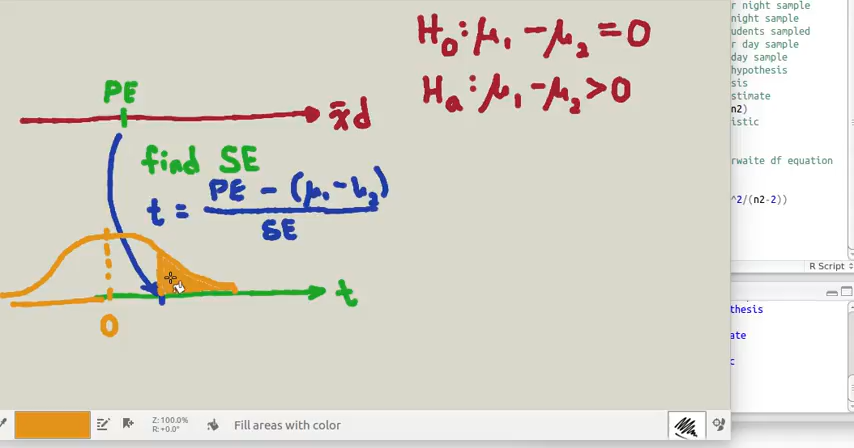 H₀: μ₁ - μ₂ = 0
Hₐ: μ₁ - μ₂ > 0
PE
x̄d
find SE
t = PE - (μ₁ - μ₂) / SE
t
0
r night sample
night sample
udents sampled
r day sample
day sample
hypothesis
sis
estimate
n2)
istic
rwaite df equation
^2/(n2-2))
R Script
thesis
ate
c
Z: 100.0%
R: +0.0°
Fill areas with color